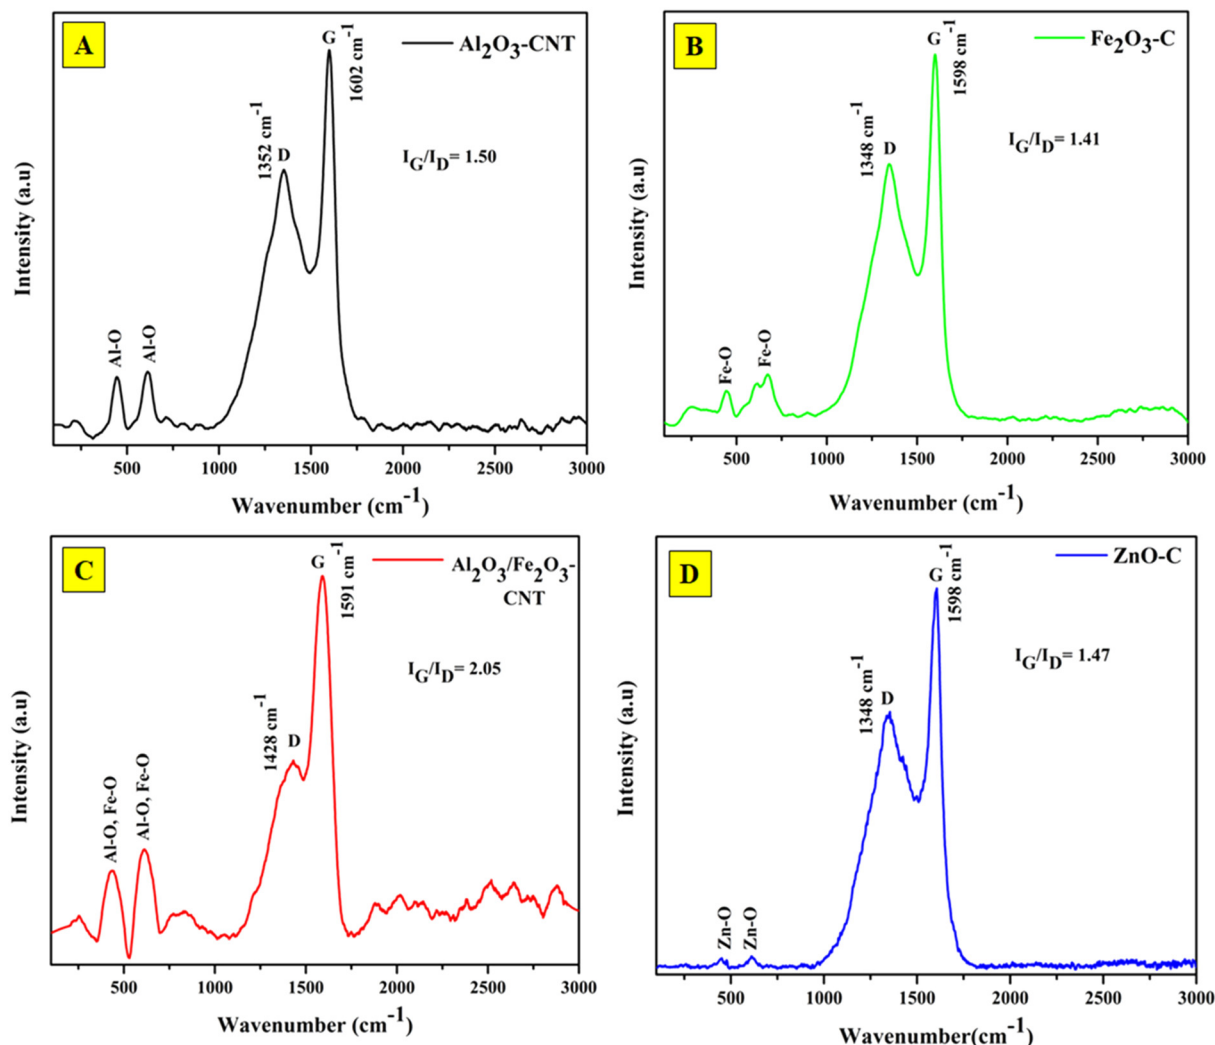 A
G
1602 cm-1
Al2O3-CNT
1352 cm-1
D
IG/ID= 1.50
Al-O
Al-O
Intensity (a.u)
500
1000
1500
2000
2500
3000
Wavenumber (cm-1)
B
G
1598 cm-1
Fe2O3-C
1348 cm-1
D
IG/ID= 1.41
Fe-O
Fe-O
Intensity (a.u)
500
1000
1500
2000
2500
3000
Wavenumber (cm-1)
C
G
1591 cm-1
Al2O3/Fe2O3-
CNT
IG/ID= 2.05
1428 cm-1
D
Al-O, Fe-O
Al-O, Fe-O
Intensity (a.u)
500
1000
1500
2000
2500
3000
Wavenumber (cm-1)
D
G
1598 cm-1
ZnO-C
IG/ID= 1.47
1348 cm-1
D
Zn-O
Zn-O
Intensity (a.u)
500
1000
1500
2000
2500
3000
Wavenumber(cm-1)